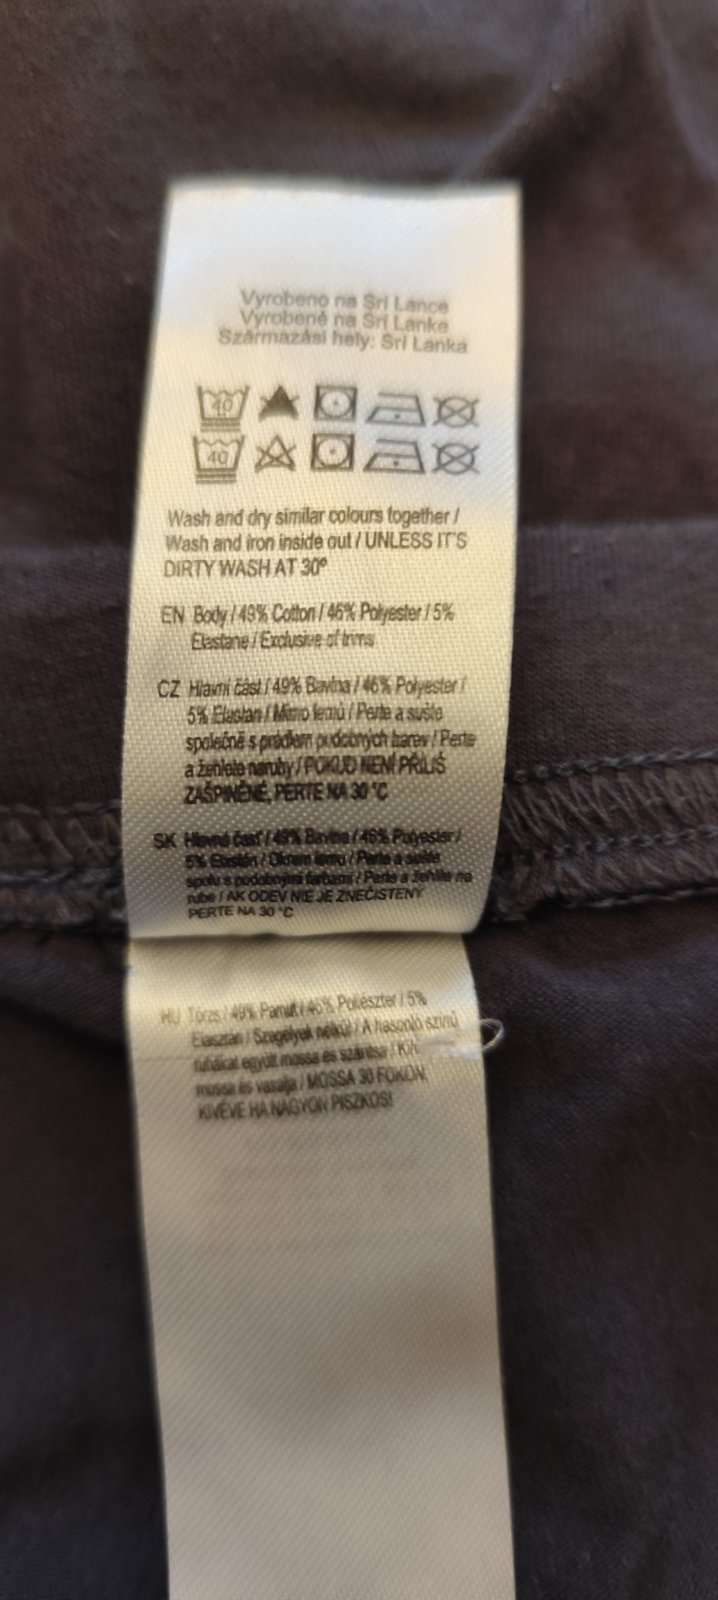 Vyrobeno na Srí Lance
Vyrobené na Srí Lanke
Származási hely: Srí Lanka
40
40
Wash and dry similar colours together /
Wash and iron inside out / UNLESS IT'S
DIRTY WASH AT 30°
EN Body / 49% Cotton / 46% Polyester / 5%
Elastane / Exclusive of trims
CZ Hlavní část / 49% Bavlna / 46% Polyester /
5% Elastan / Mimo lemů / Perte a sušte
společně s prádlem podobných barev / Perte
a žehlete naruby / POKUD NENÍ PŘÍLIŠ
ZAŠPINĚNÉ, PERTE NA 30 °C
SK Hlavná časť / 49% Bavlna / 46% Polyester /
5% Elastán / Okrem lemu / Perte a sušte
spolu s podobnými farbami / Perte a žehlite na
rube / AK ODEV NIE JE ZNEČISTENÝ
PERTE NA 30 °C
HU Törzs / 49% Pamut / 46% Poliészter / 5%
Elasztán / Szegélyek nélkül / A hasonló színű
ruhákat együtt mossa és szárítsa / Kif.
mossa és vasalja / MOSSA 30 FOKON,
KIVÉVE HA NAGYON PISZKOS!